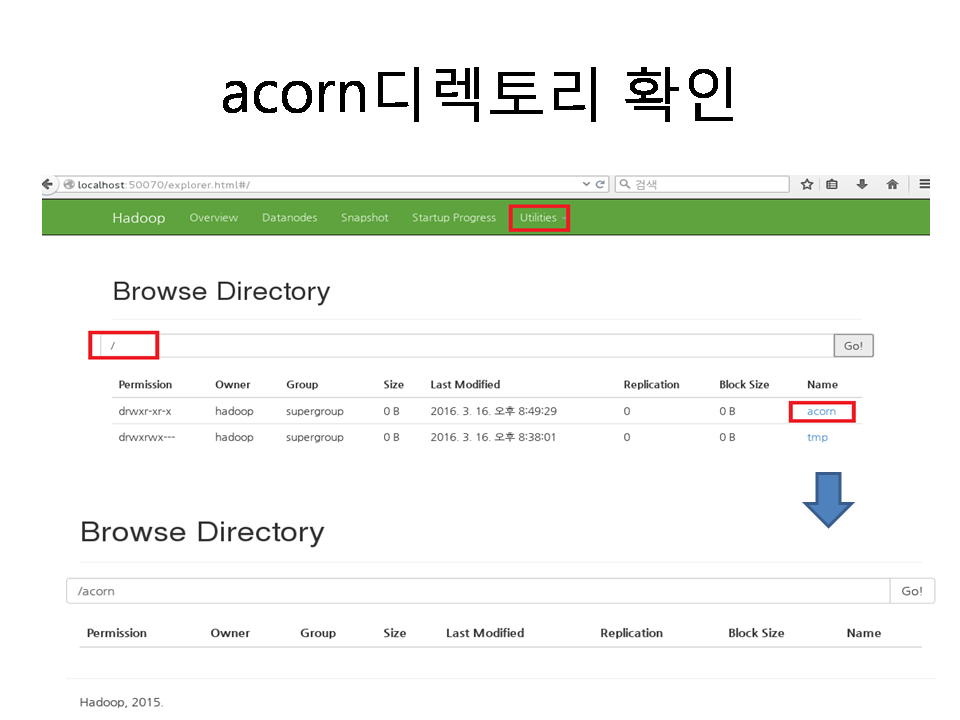 acorn디렉토리 확인
localhost:50070/explorer.html#/ 검색
Hadoop Overview Datanodes Snapshot Startup Progress Utilities
Browse Directory
/ Go!
Permission Owner Group Size Last Modified Replication Block Size Name
drwxr-xr-x hadoop supergroup 0 B 2016. 3. 16. 오후 8:49:29 0 0 B acorn
drwxrwx--- hadoop supergroup 0 B 2016. 3. 16. 오후 8:38:01 0 0 B tmp
Browse Directory
/acorn Go!
Permission Owner Group Size Last Modified Replication Block Size Name
Hadoop, 2015.